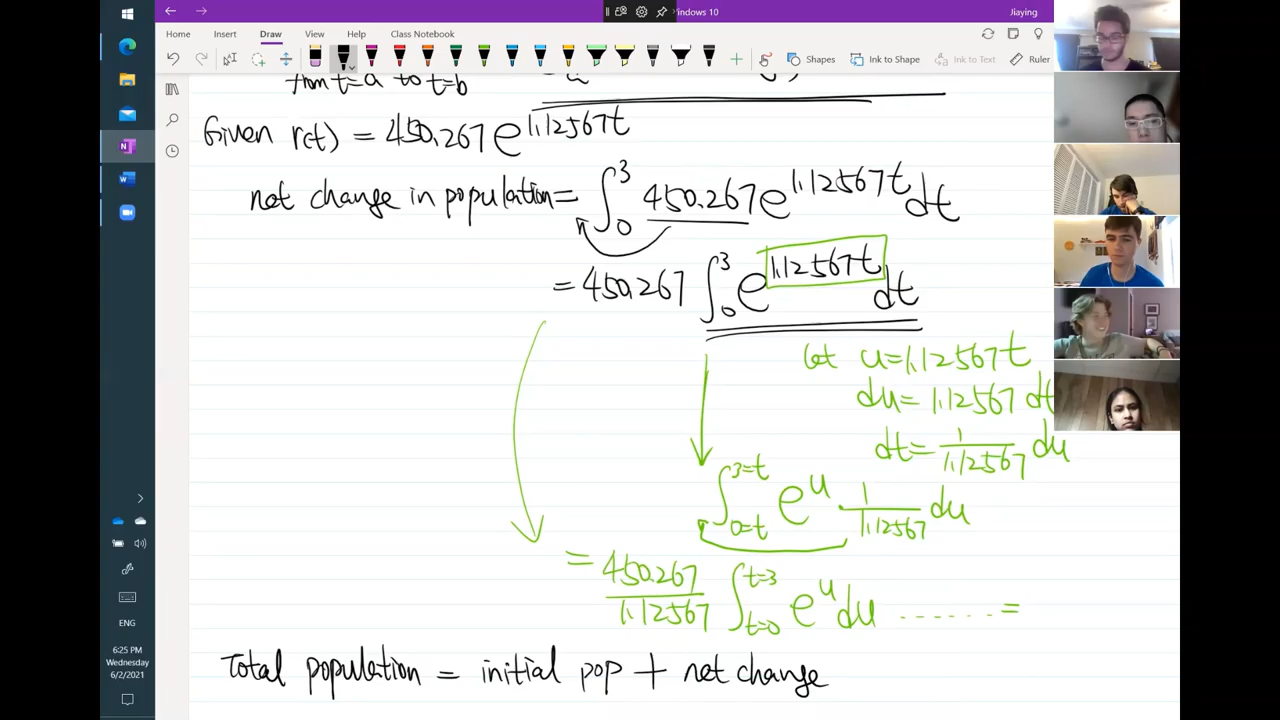 Windows 10
Jiaying
Home Insert Draw View Help Class Notebook
Shapes Ink to Shape Ink to Text Ruler
from t=a to t=b
Given r(t) = 450.267 e^{1.12567t}
net change in population = ∫_0^3 450.267 e^{1.12567t} dt
= 450.267 ∫_0^3 e^{1.12567t} dt
let u = 1.12567t
du = 1.12567 dt
dt = 1/1.12567 du
∫_{0=t}^{3=t} e^u · 1/1.12567 du
= 450.267/1.12567 ∫_{t=0}^{t=3} e^u du ....... =
Total population = initial pop + net change
ENG
6:25 PM
Wednesday
6/2/2021